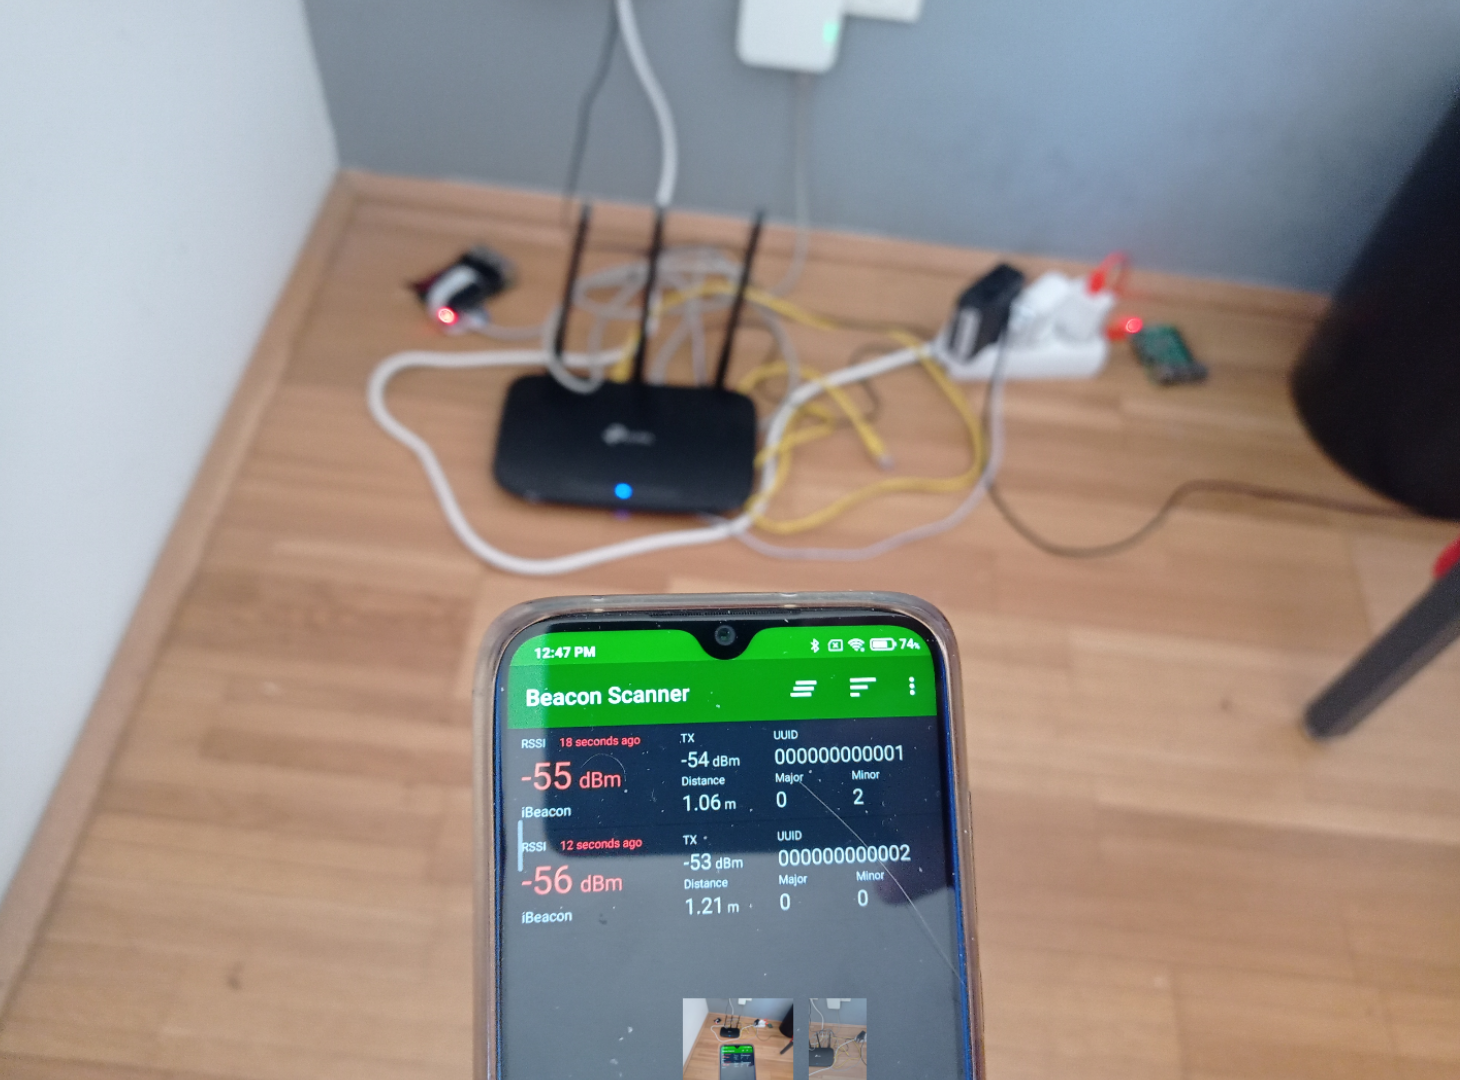 12:47 PM 74%
Beacon Scanner
RSSI 18 seconds ago TX UUID
-55 dBm -54 dBm 000000000001
Distance Major Minor
iBeacon 1.06 m 0 2
RSSI 12 seconds ago TX UUID
-56 dBm -53 dBm 000000000002
Distance Major Minor
iBeacon 1.21 m 0 0